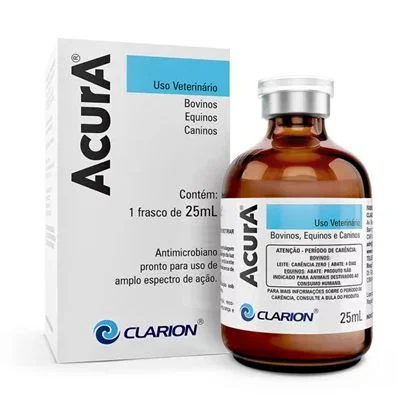 AcurA®
Uso Veterinário
Bovinos
Equinos
Caninos
Contém:
1 frasco de 25mL
Antimicrobiano
pronto para uso de
amplo espectro de ação.
CLARION®
AcurA®
Uso Veterinário
Bovinos, Equinos e Caninos
ATENÇÃO - PERÍODO DE CARÊNCIA
BOVINOS:
LEITE: CARÊNCIA ZERO | ABATE: 4 DIAS
EQUINOS: ABATE: PRODUTO NÃO
INDICADO PARA ANIMAIS DESTINADOS AO
CONSUMO HUMANO.
PARA MAIS INFORMAÇÕES SOBRE O PERÍODO DE
CARÊNCIA, CONSULTE A BULA DO PRODUTO.
CLARION®
25mL